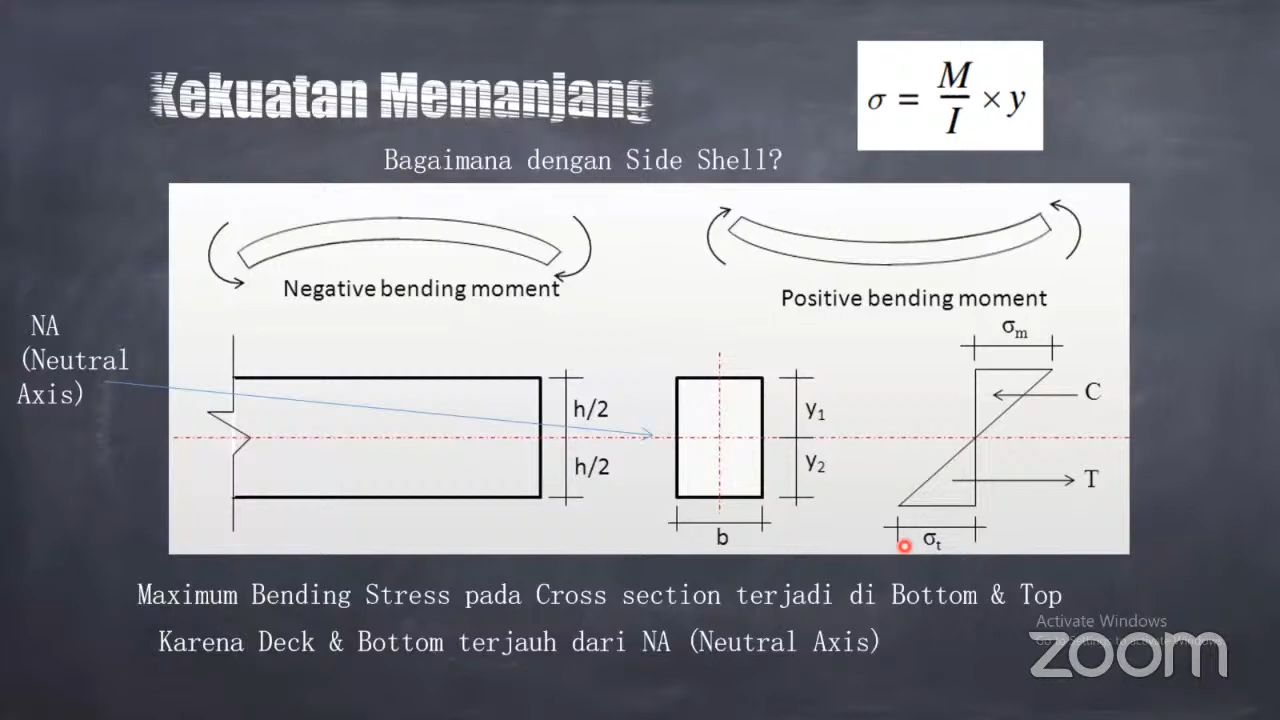 Kekuatan Memanjang
σ = M/I × y
Bagaimana dengan Side Shell?
Negative bending moment
Positive bending moment
NA
(Neutral
Axis)
σm
h/2
y1
C
h/2
y2
T
b
σt
Maximum Bending Stress pada Cross section terjadi di Bottom & Top
Karena Deck & Bottom terjauh dari NA (Neutral Axis)
Activate Windows
zoom